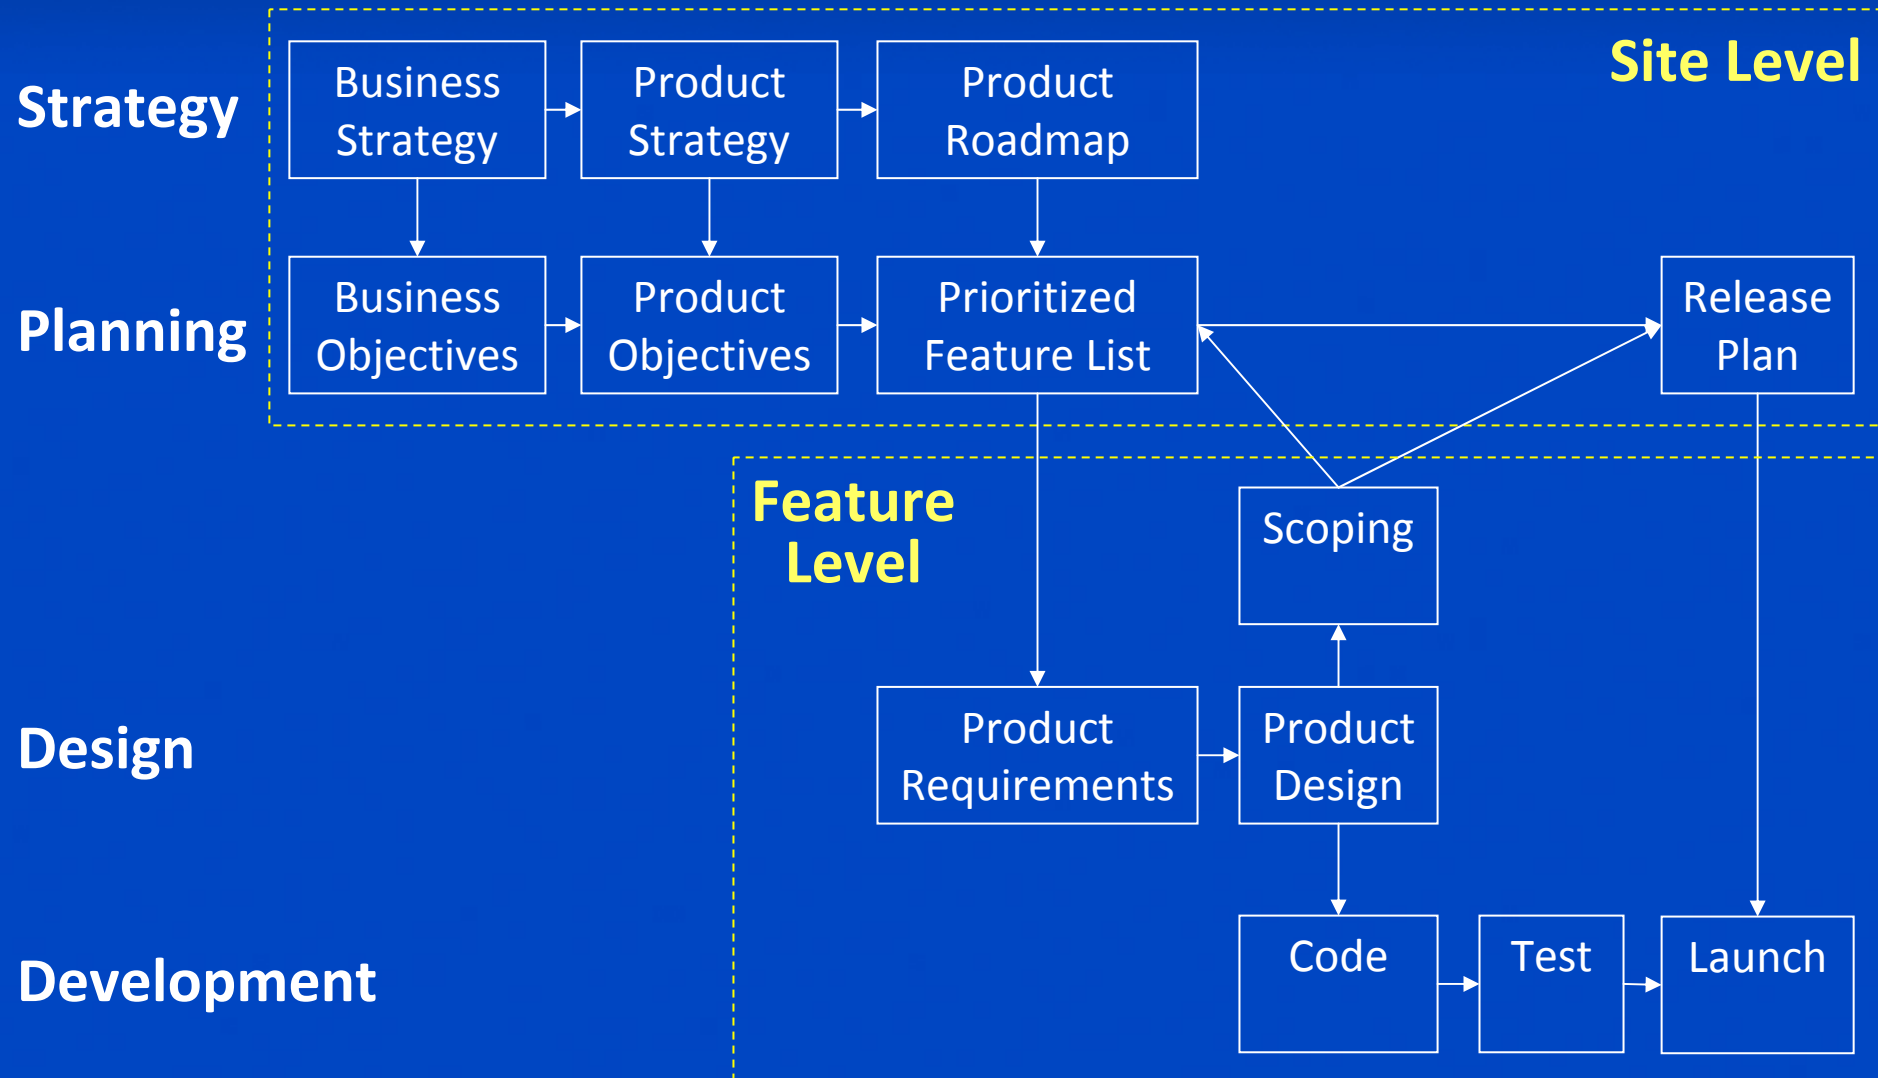 Site Level
Strategy
Business
Strategy
Product
Strategy
Product
Roadmap
Planning
Business
Objectives
Product
Objectives
Prioritized
Feature List
Release
Plan
Feature
Level
Scoping
Design
Product
Requirements
Product
Design
Development
Code
Test
Launch